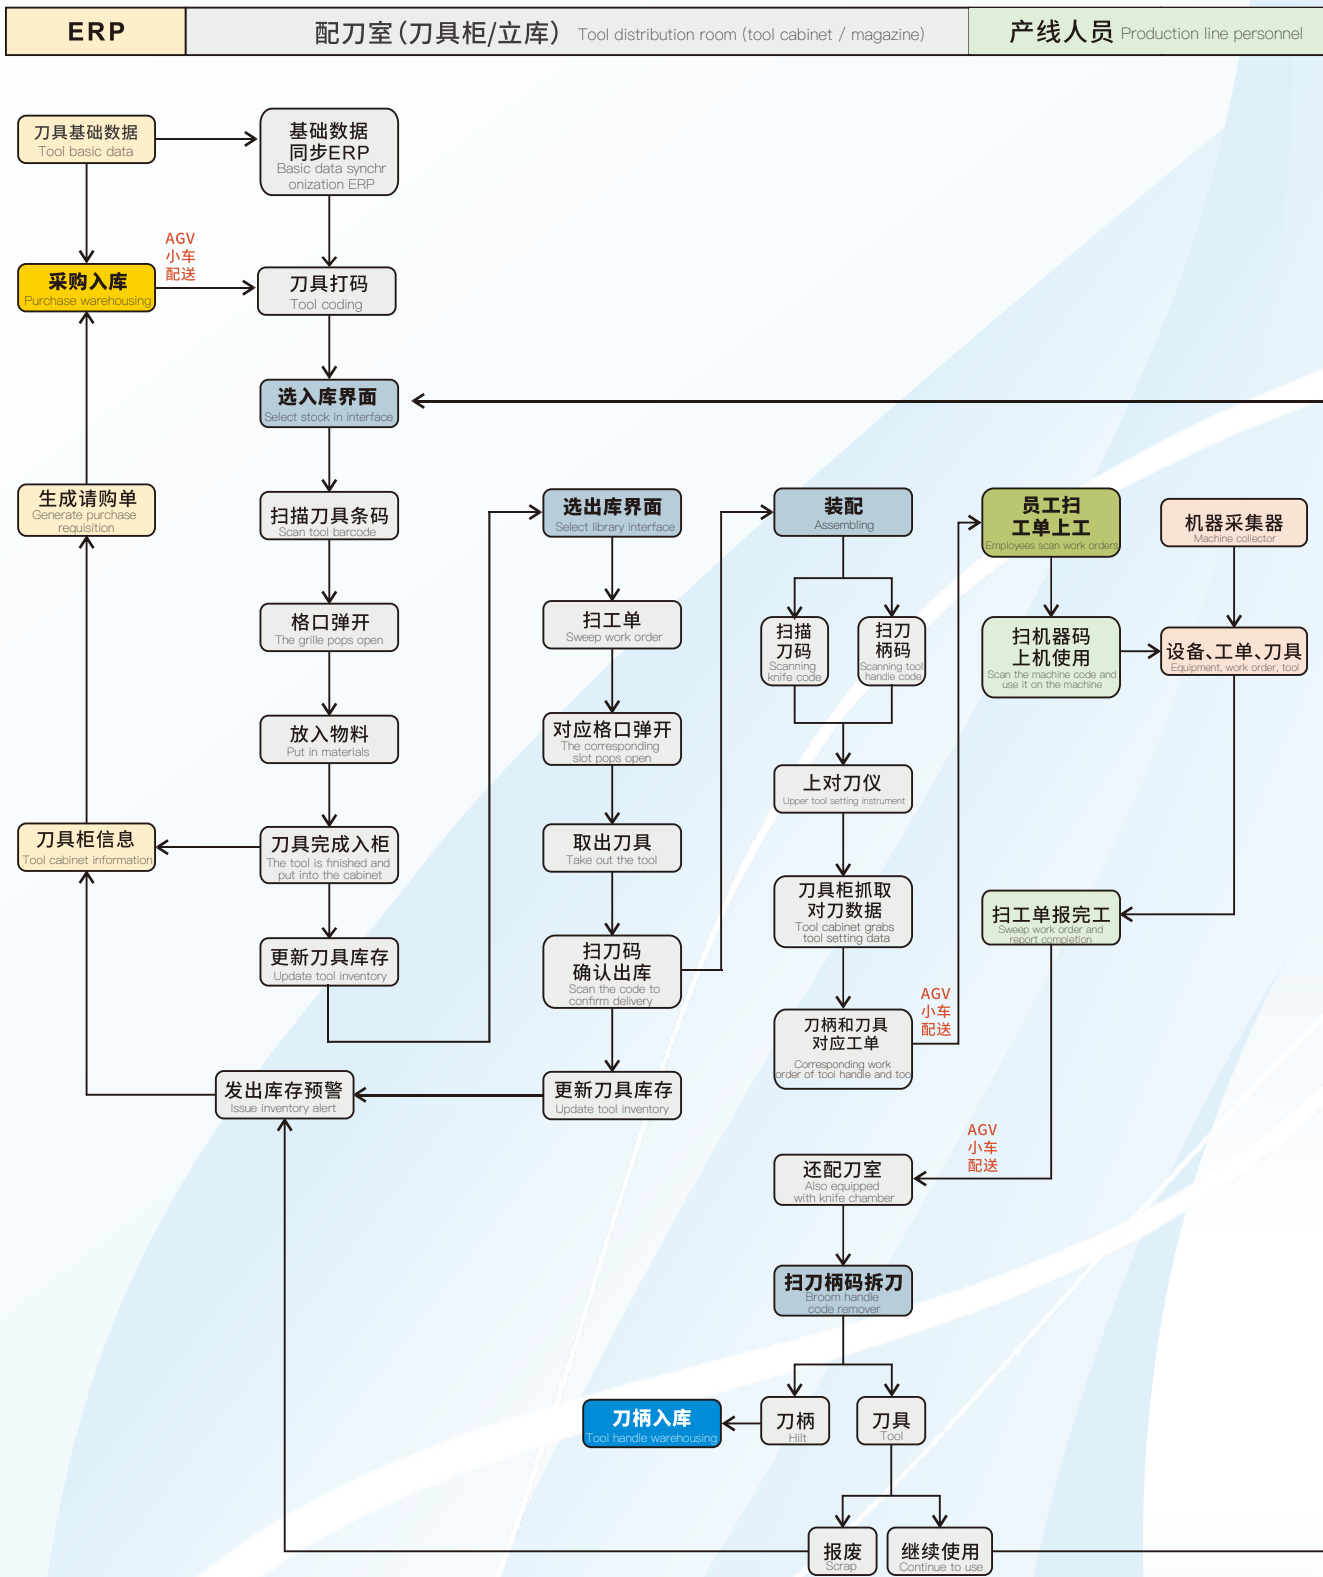 ERP
配刀室(刀具柜/立库) Tool distribution room (tool cabinet / magazine)
产线人员 Production line personnel
刀具基础数据
Tool basic data
基础数据
同步ERP
Basic data synchr
onization ERP
AGV
小车
配送
采购入库
Purchase warehousing
刀具打码
Tool coding
选入库界面
Select stock in interface
生成请购单
Generate purchase
requisition
扫描刀具条码
Scan tool barcode
选出库界面
Select library interface
装配
Assembling
员工扫
工单上工
Employees scan work orders
机器采集器
Machine collector
格口弹开
The grille pops open
扫工单
Sweep work order
扫描
刀码
Scanning
knife code
扫刀
柄码
Scanning tool
handle code
扫机器码
上机使用
Scan the machine code and
use it on the machine
设备、工单、刀具
Equipment, work order, tool
放入物料
Put in materials
对应格口弹开
The corresponding
slot pops open
上对刀仪
Upper tool setting instrument
刀具柜信息
Tool cabinet information
刀具完成入柜
The tool is finished and
put into the cabinet
取出刀具
Take out the tool
刀具柜抓取
对刀数据
Tool cabinet grabs
tool setting data
扫工单报完工
Sweep work order and
report completion
更新刀具库存
Update tool inventory
扫刀码
确认出库
Scan the code to
confirm delivery
AGV
小车
配送
刀柄和刀具
对应工单
Corresponding work
order of tool handle and tool
发出库存预警
Issue inventory alert
更新刀具库存
Update tool inventory
AGV
小车
配送
还配刀室
Also equipped
with knife chamber
扫刀柄码拆刀
Broom handle
code remover
刀柄入库
Tool handle warehousing
刀柄
Hilt
刀具
Tool
报废
Scrap
继续使用
Continue to use